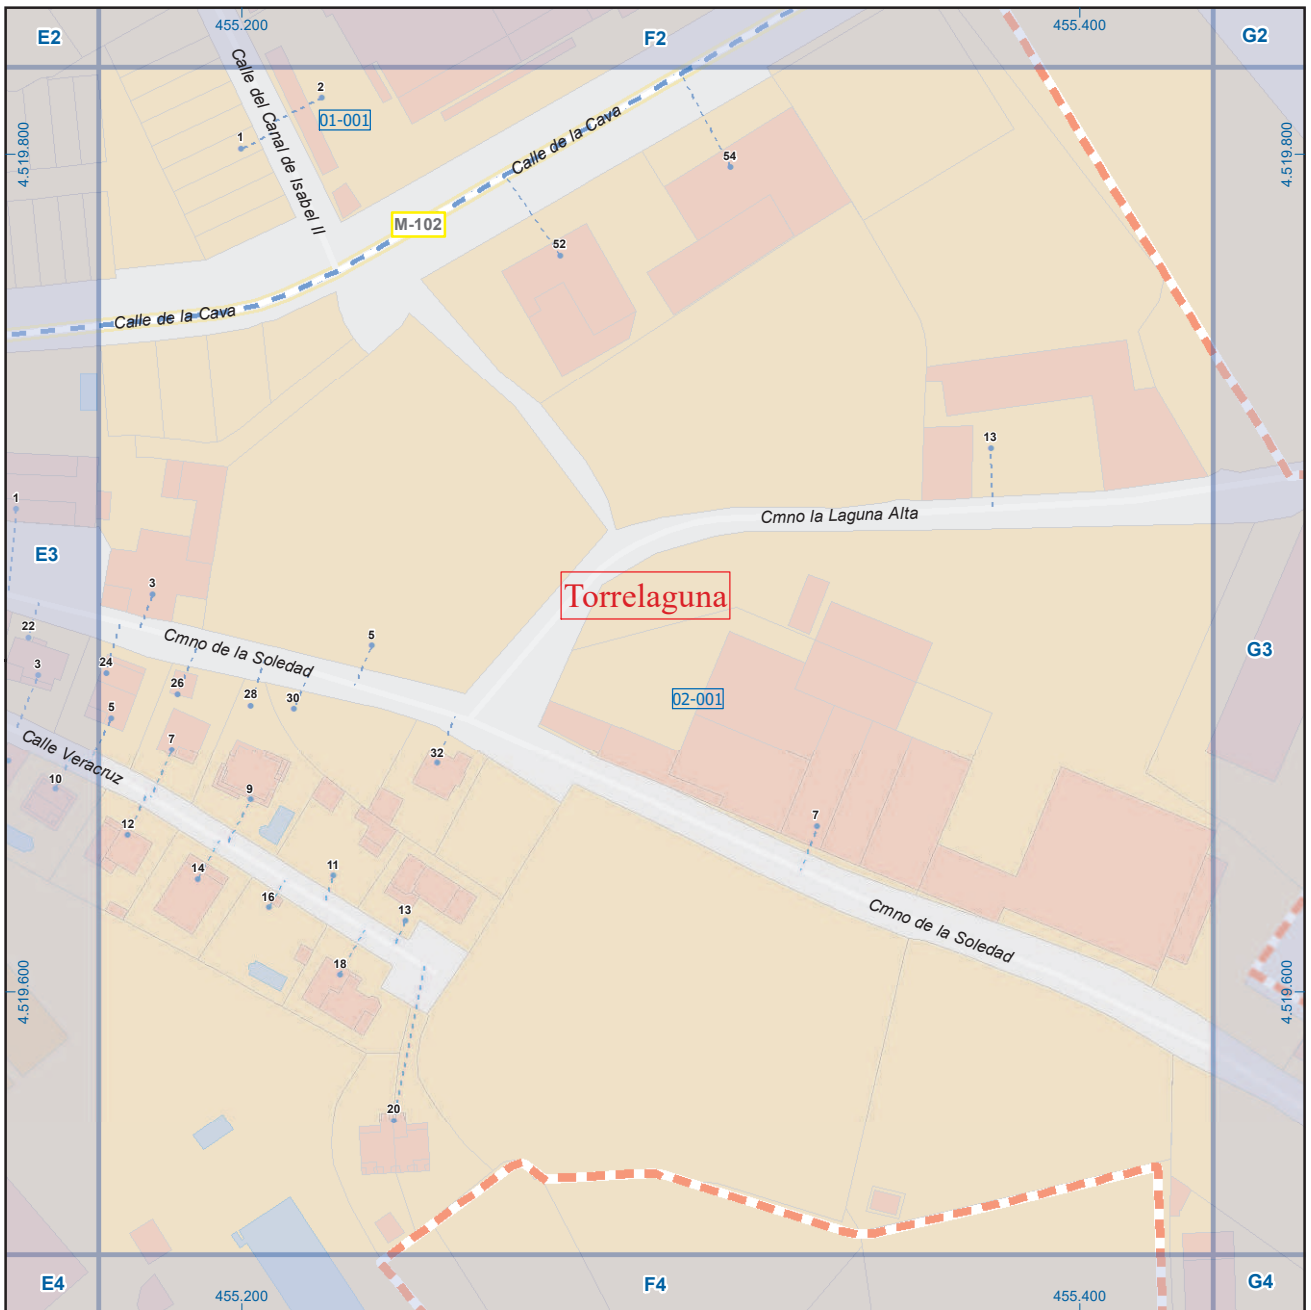 455.200
455.400
E2
F2
G2
Calle del Canal de Isabel II
2
01-001
1
Calle de la Cava
54
4.519.800
4.519.800
M-102
52
Calle de la Cava
13
1
Cmno la Laguna Alta
E3
3
Torrelaguna
22
Cmno de la Soledad
5
G3
3
24
26
28
30
02-001
5
7
32
Calle Veracruz
10
9
12
7
14
11
16
13
Cmno de la Soledad
18
4.519.600
4.519.600
20
E4
F4
G4
455.200
455.400